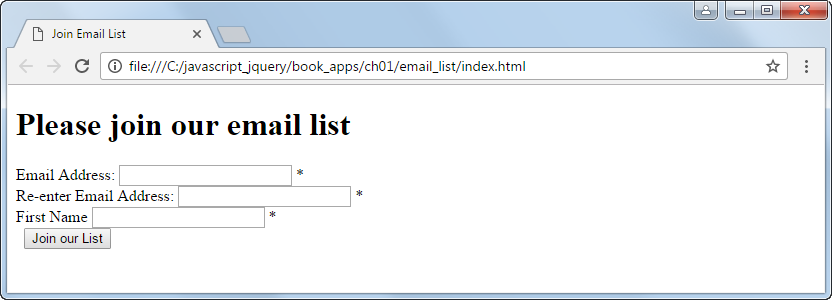 Join Email List
file:///C:/javascript_jquery/book_apps/ch01/email_list/index.html
Please join our email list
Email Address: *
Re-enter Email Address: *
First Name *
Join our List